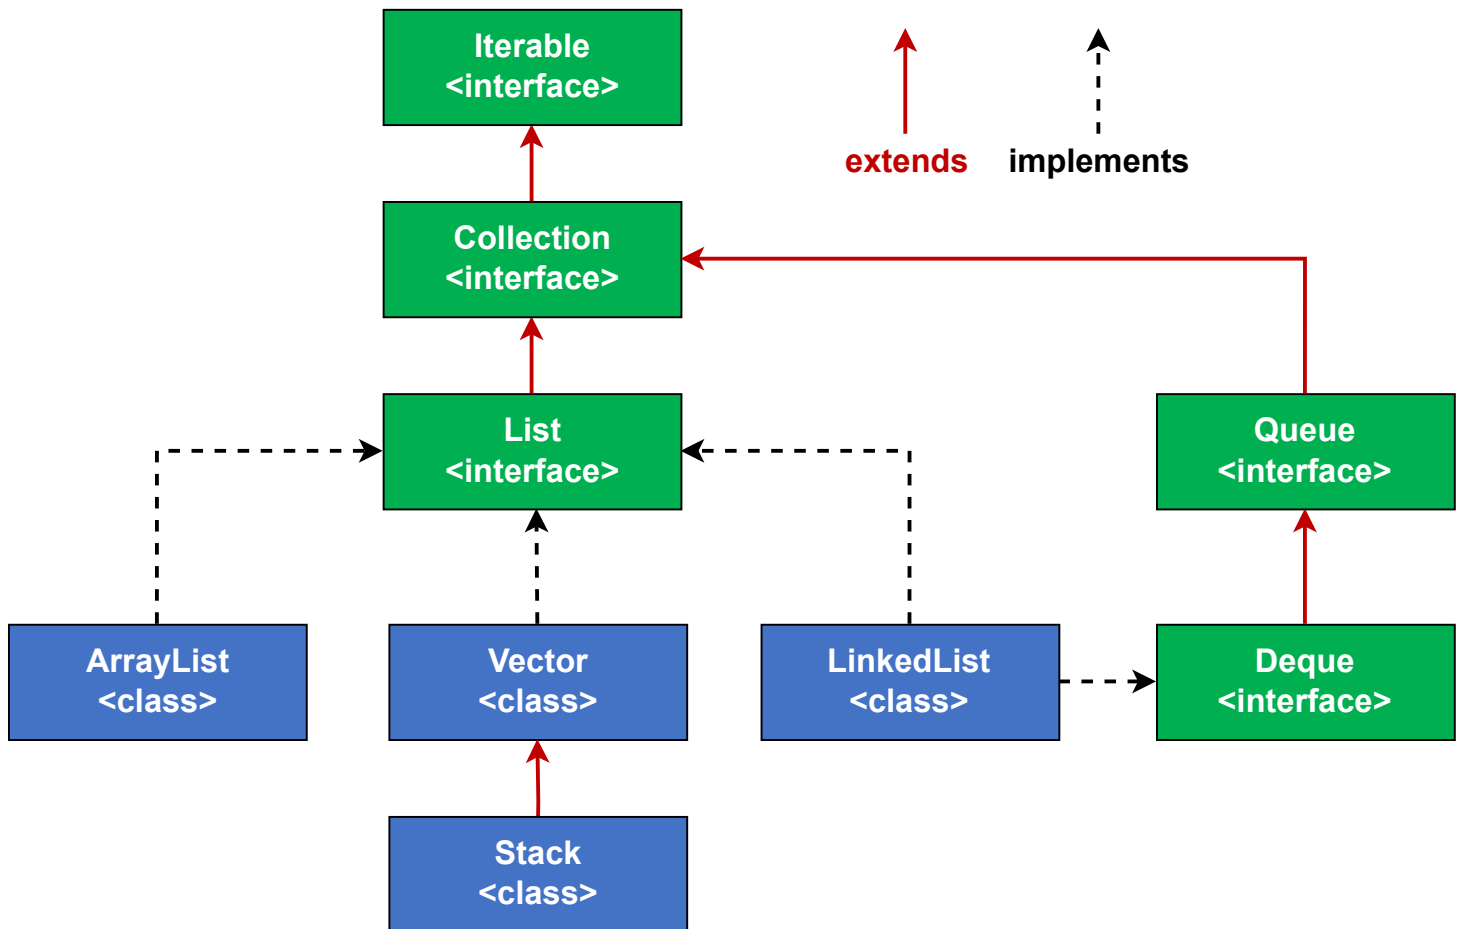 Iterable
<interface>
extends
implements
Collection
<interface>
List
<interface>
Queue
<interface>
ArrayList
<class>
Vector
<class>
LinkedList
<class>
Deque
<interface>
Stack
<class>